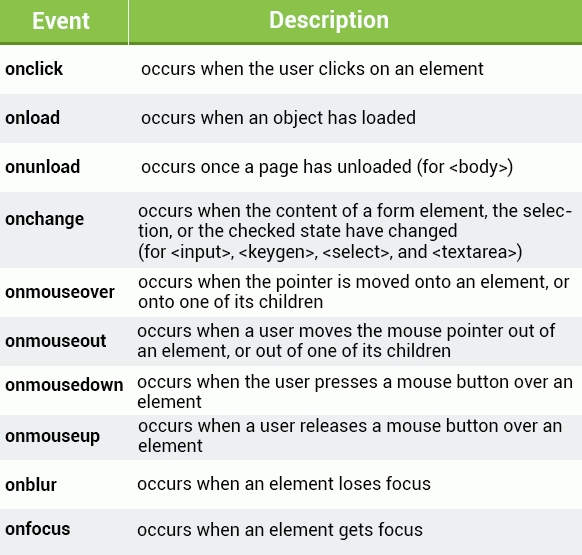 Event Description
onclick occurs when the user clicks on an element
onload occurs when an object has loaded
onunload occurs once a page has unloaded (for <body>)
onchange occurs when the content of a form element, the selec-
tion, or the checked state have changed
(for <input>, <keygen>, <select>, and <textarea>)
onmouseover occurs when the pointer is moved onto an element, or
onto one of its children
onmouseout occurs when a user moves the mouse pointer out of
an element, or out of one of its children
onmousedown occurs when the user presses a mouse button over an
element
onmouseup occurs when a user releases a mouse button over an
element
onblur occurs when an element loses focus
onfocus occurs when an element gets focus